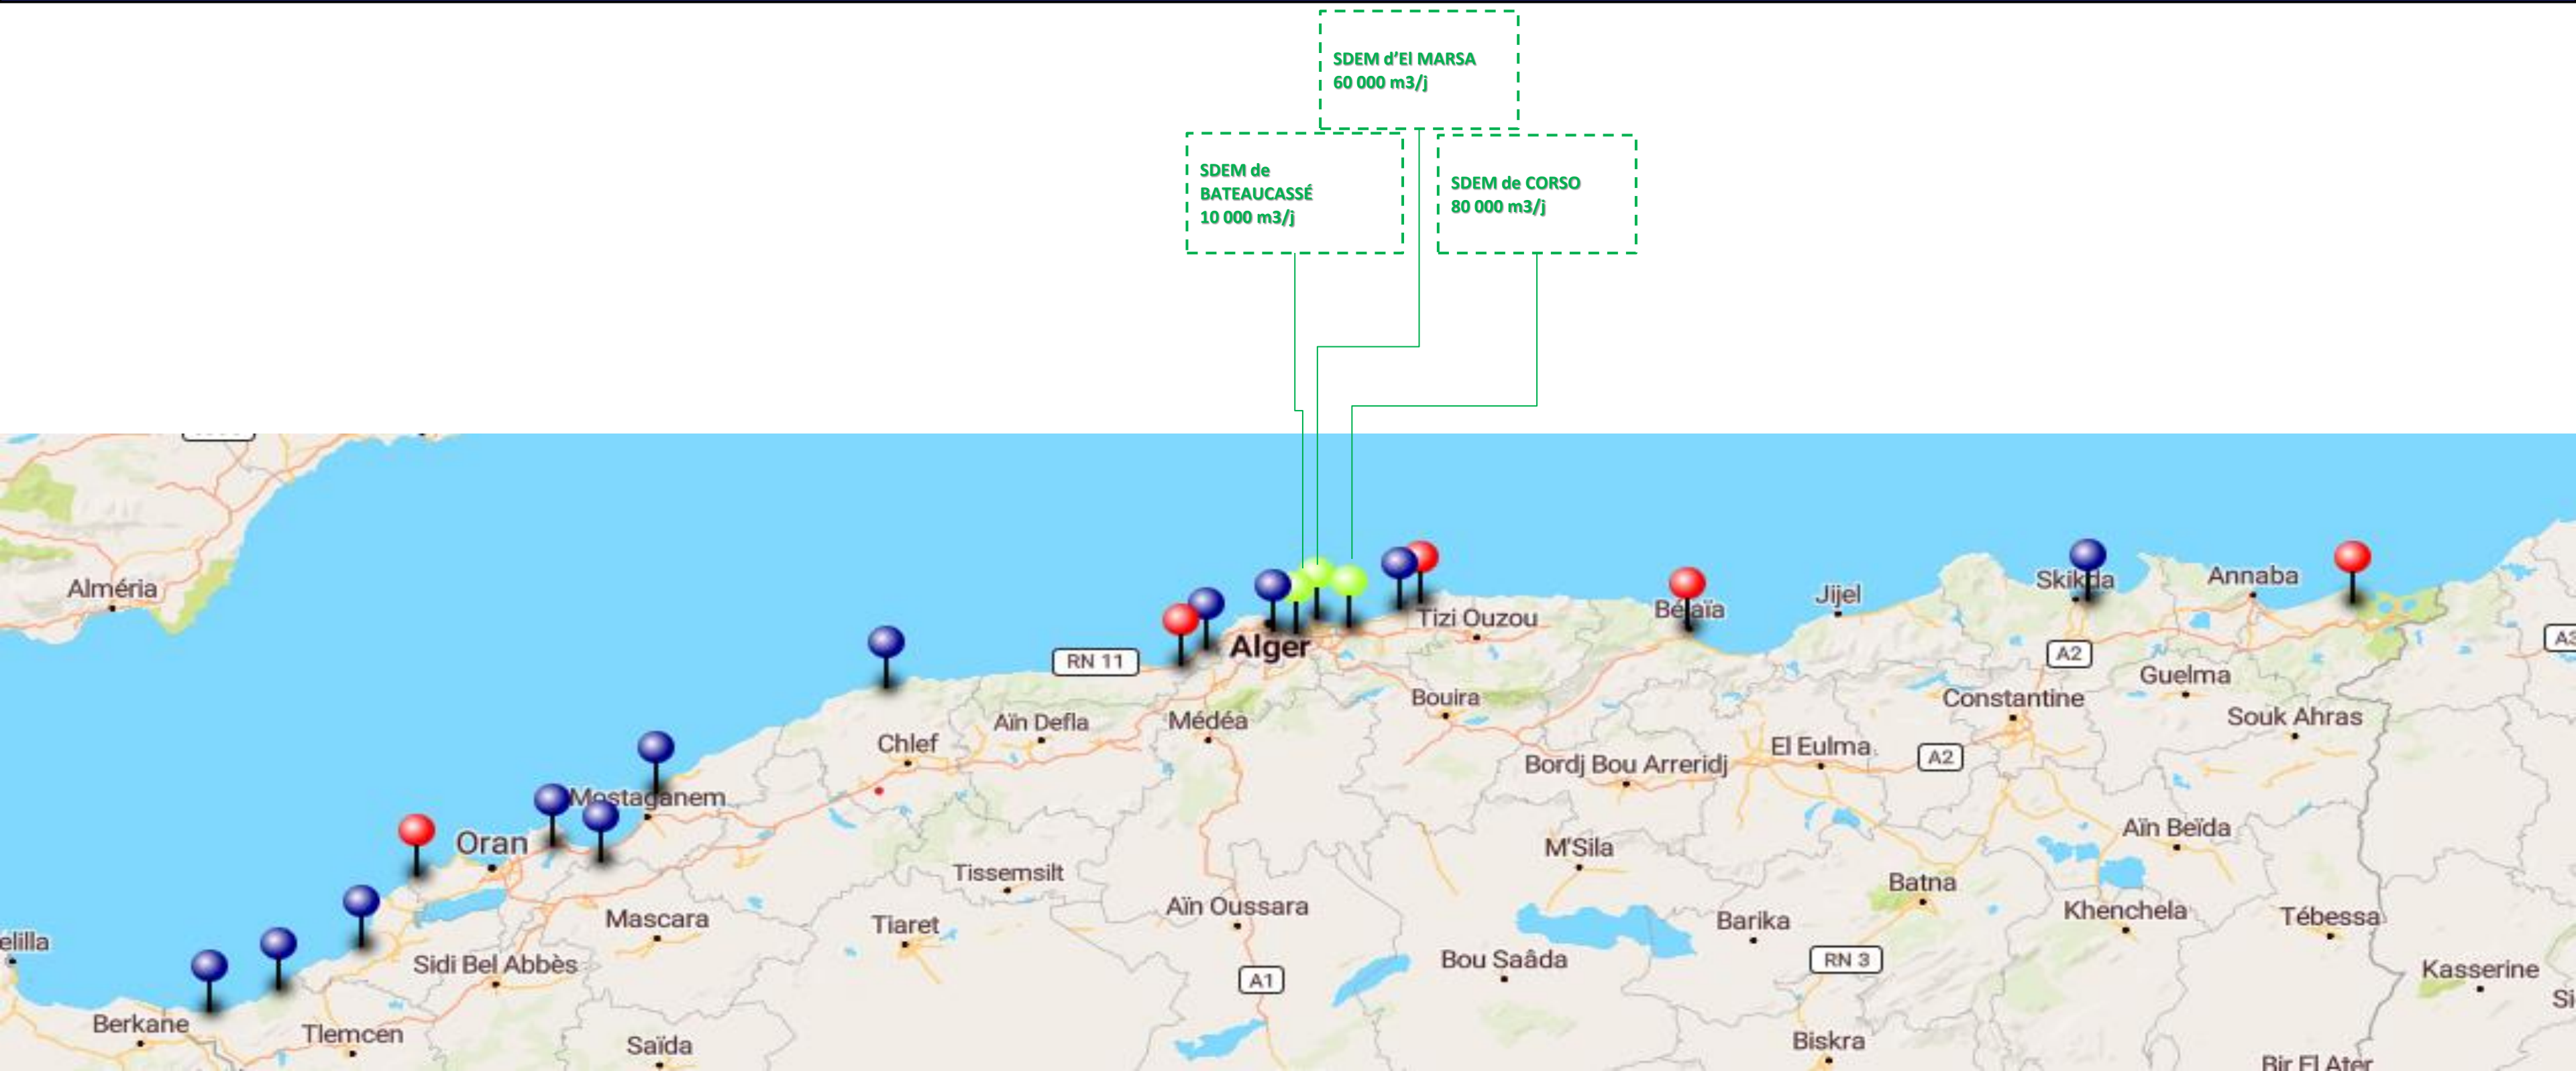 SDEM d'El MARSA
60 000 m3/j
SDEM de
BATEAUCASSÉ
10 000 m3/j
SDEM de CORSO
80 000 m3/j
Alméria
Skikda
Annaba
Jijel
Béjaïa
Tizi Ouzou
Alger
RN 11
A2
Guelma
Bouira
Constantine
Souk Ahras
Aïn Defla
Médéa
Chlef
El Eulma
A2
Bordj Bou Arreridj
Mostaganem
Oran
Aïn Beïda
M'Sila
Tissemsilt
Batna
Aïn Oussara
Khenchela
Tébessa
Mascara
Tiaret
Barika
elilla
Sidi Bel Abbès
Bou Saâda
RN 3
Kasserine
A1
Si
Berkane
Tlemcen
Saïda
Biskra
Bir El Ater